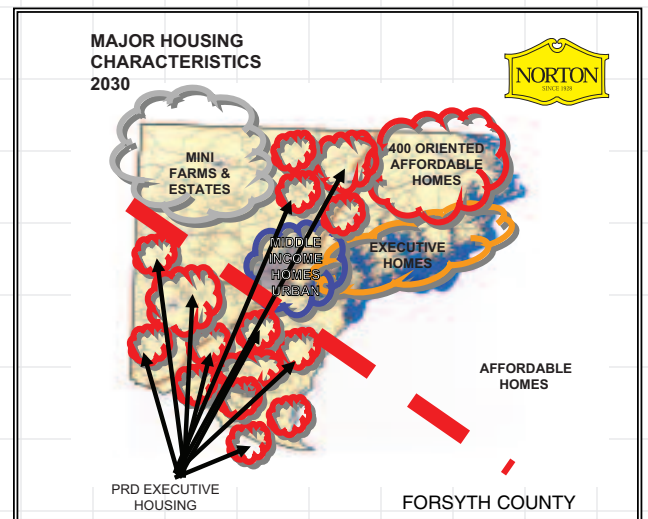 MAJOR HOUSING
CHARACTERISTICS
2030
NORTON
SINCE 1928
MINI
FARMS &
ESTATES
400 ORIENTED
AFFORDABLE
HOMES
MIDDLE
INCOME
HOMES
URBAN
EXECUTIVE
HOMES
AFFORDABLE
HOMES
PRD EXECUTIVE
HOUSING
FORSYTH COUNTY